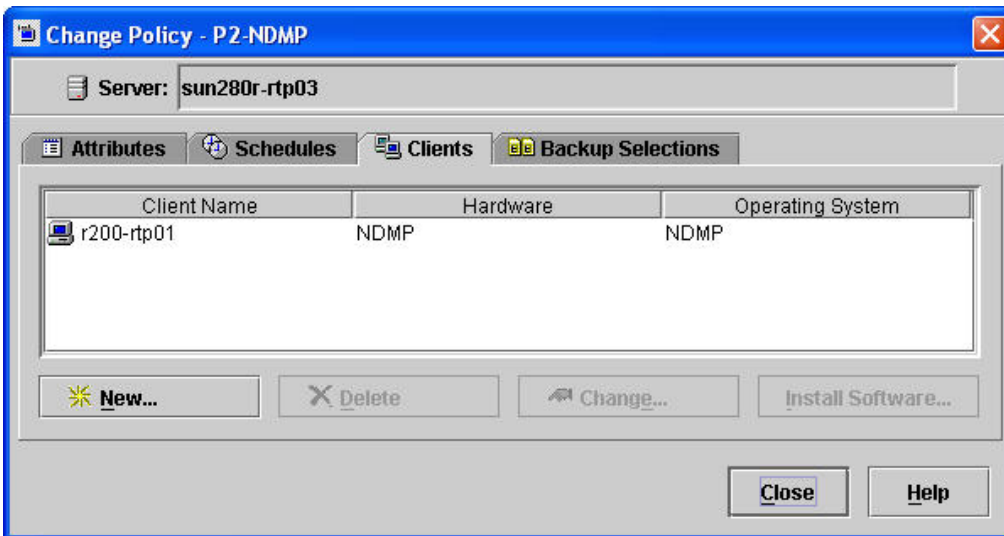 Change Policy - P2-NDMP
Server: sun280r-rtp03
Attributes Schedules Clients Backup Selections
Client Name Hardware Operating System
r200-rtp01 NDMP NDMP
New... Delete Change... Install Software...
Close Help